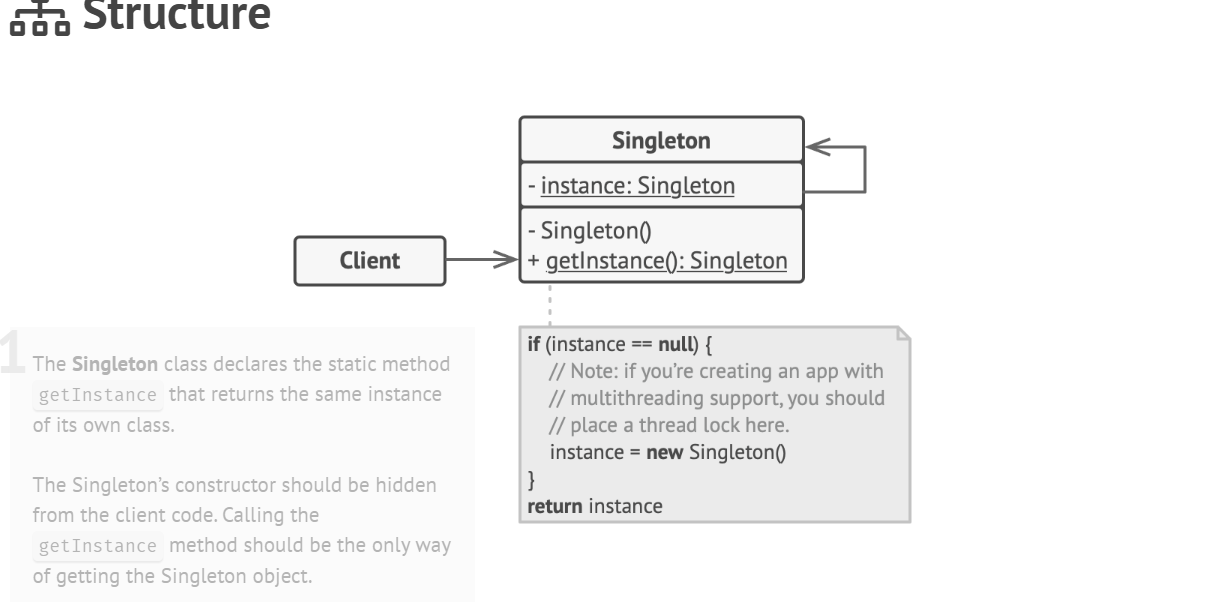 Structure
Singleton
- instance: Singleton
- Singleton()
+ getInstance(): Singleton
Client
1
The Singleton class declares the static method
getInstance that returns the same instance
of its own class.
The Singleton’s constructor should be hidden
from the client code. Calling the
getInstance method should be the only way
of getting the Singleton object.
if (instance == null) {
// Note: if you’re creating an app with
// multithreading support, you should
// place a thread lock here.
instance = new Singleton()
}
return instance